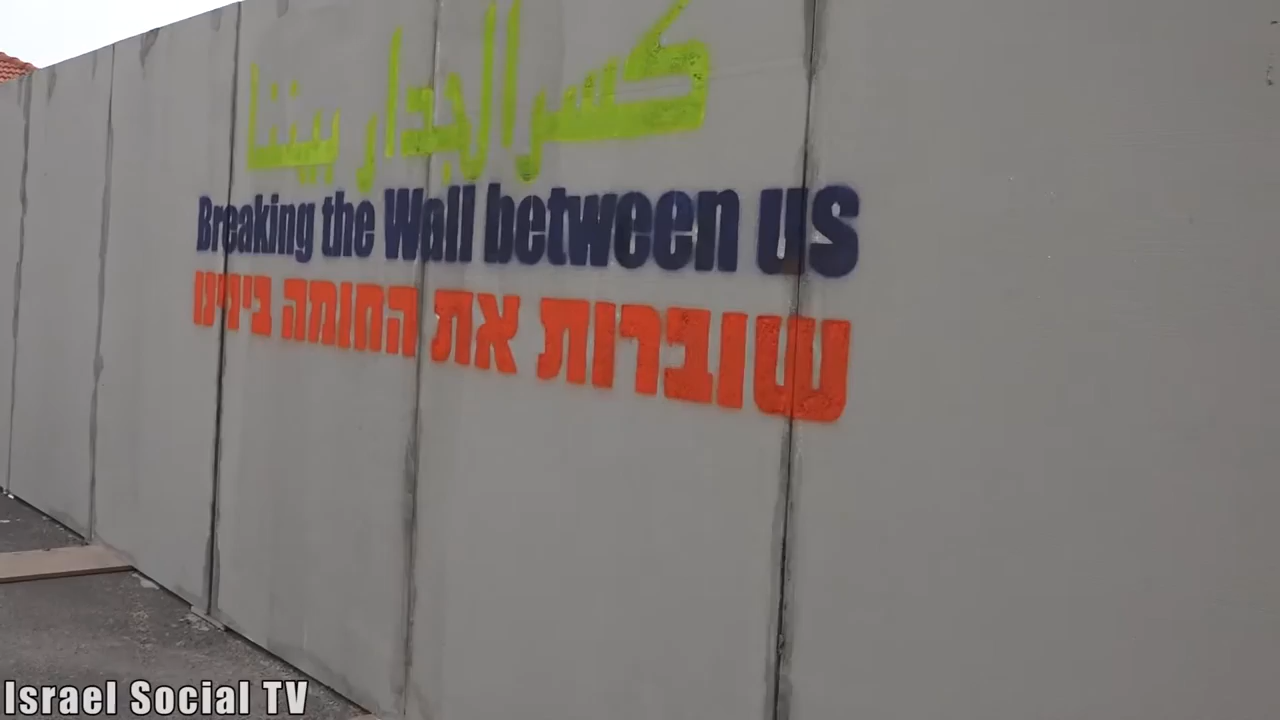 كسر الجدار بيننا
Breaking the Wall between us
שוברות את החומה בינינו
Israel Social TV